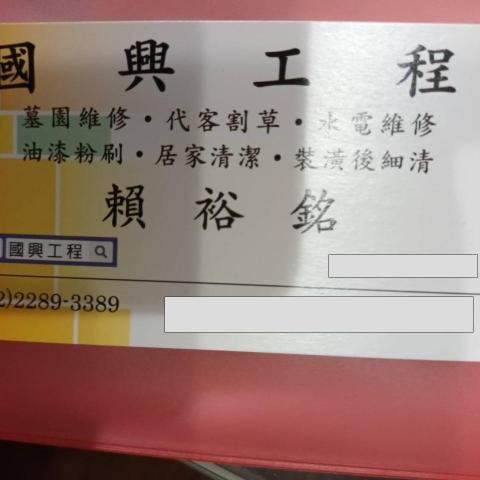 國興工程
墓園維修・代客割草・水電維修
油漆粉刷・居家清潔・裝潢後細清
賴裕銘
國興工程
2)2289-3389